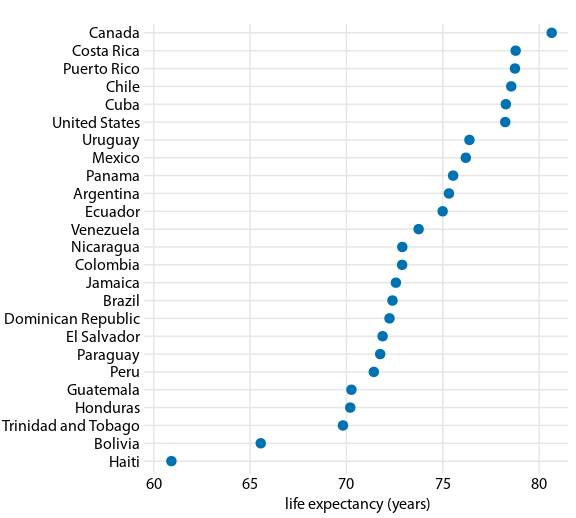 Canada
Costa Rica
Puerto Rico
Chile
Cuba
United States
Uruguay
Mexico
Panama
Argentina
Ecuador
Venezuela
Nicaragua
Colombia
Jamaica
Brazil
Dominican Republic
El Salvador
Paraguay
Peru
Guatemala
Honduras
Trinidad and Tobago
Bolivia
Haiti
60 65 70 75 80
life expectancy (years)